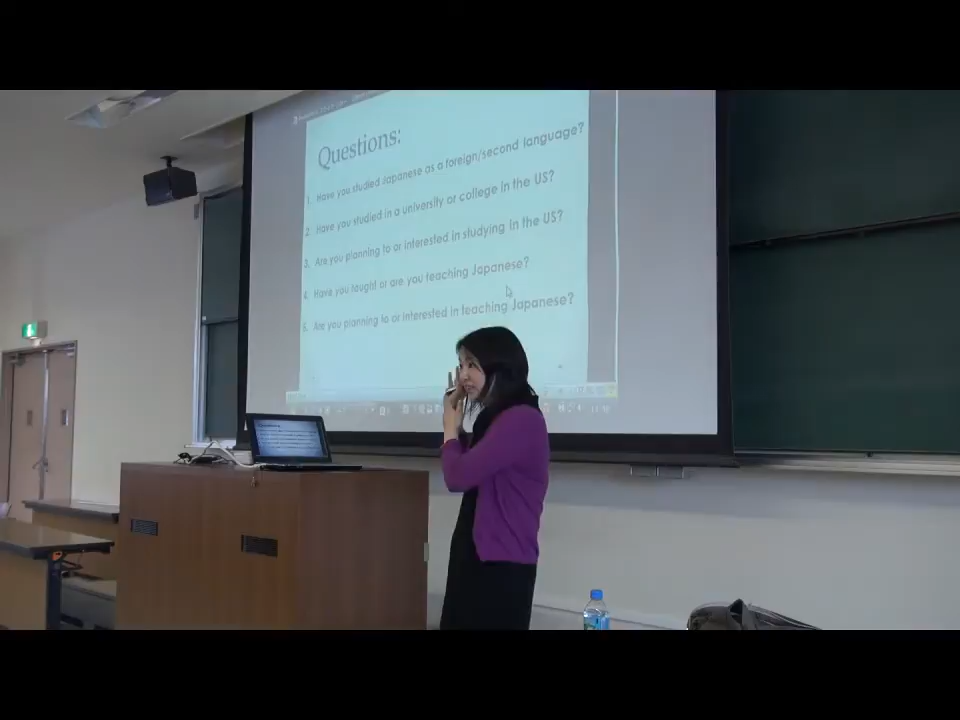 Questions:
1. Have you studied Japanese as a foreign/second language?
2. Have you studied in a university or college in the US?
3. Are you planning to or interested in studying in the US?
4. Have you taught or are you teaching Japanese?
5. Are you planning to or interested in teaching Japanese?